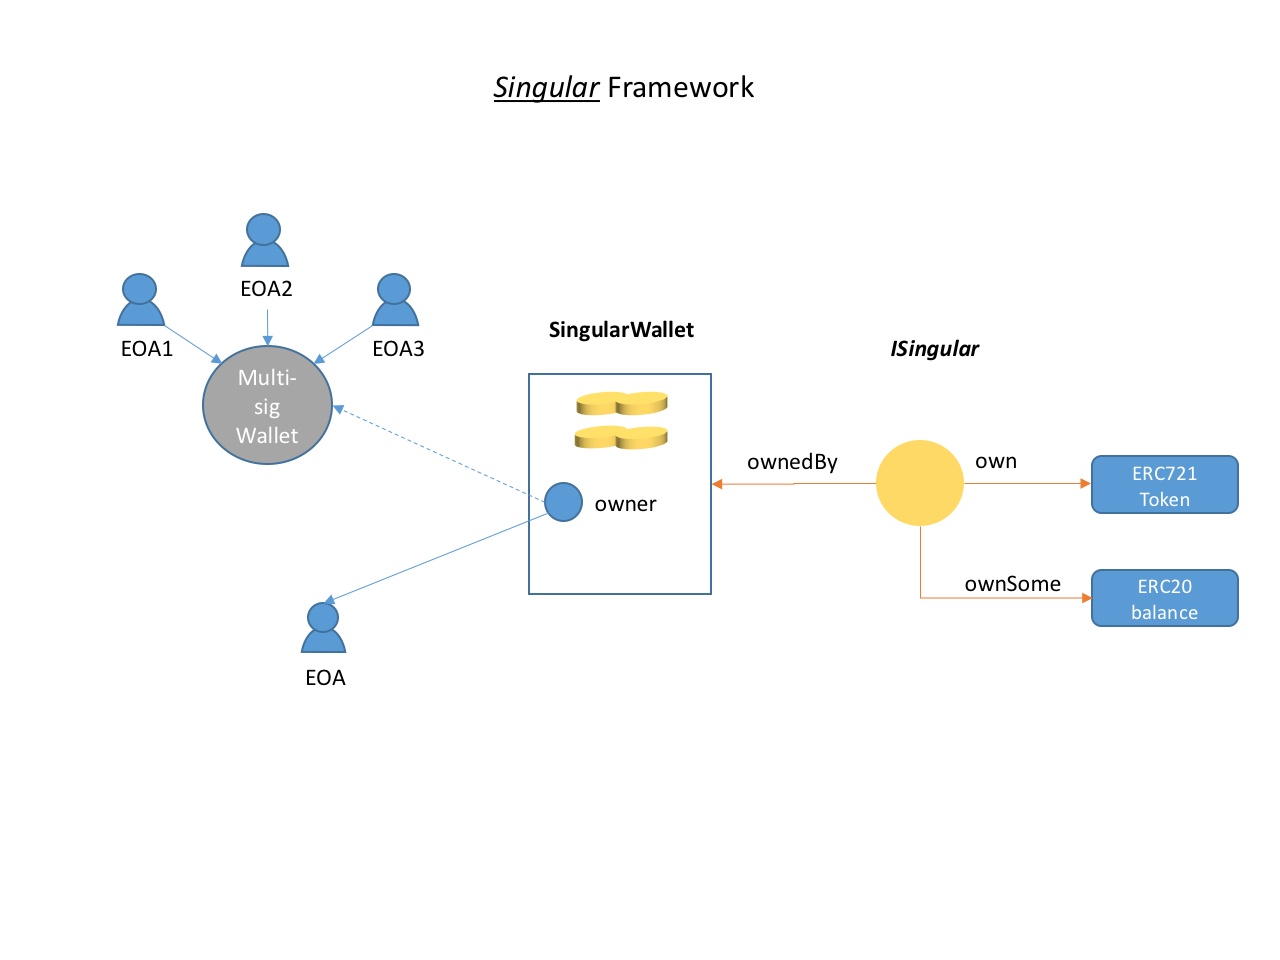 Singular Framework
EOA2
EOA1
EOA3
Multi-
sig
Wallet
SingularWallet
ISingular
owner
ownedBy
own
ERC721
Token
ownSome
ERC20
balance
EOA